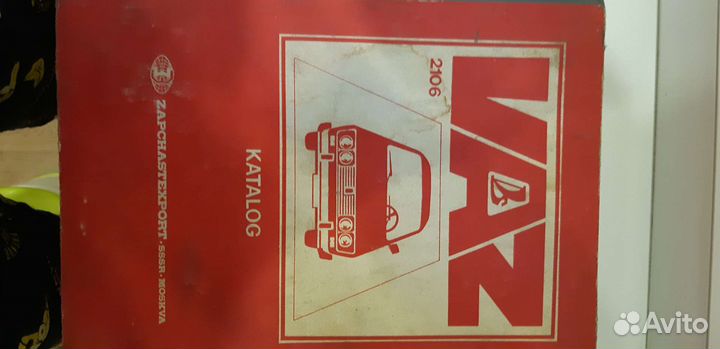 VAZ
2106
KATALOG
ZAPCHASTEXPORT · SSSR · MOSKVA
Avito